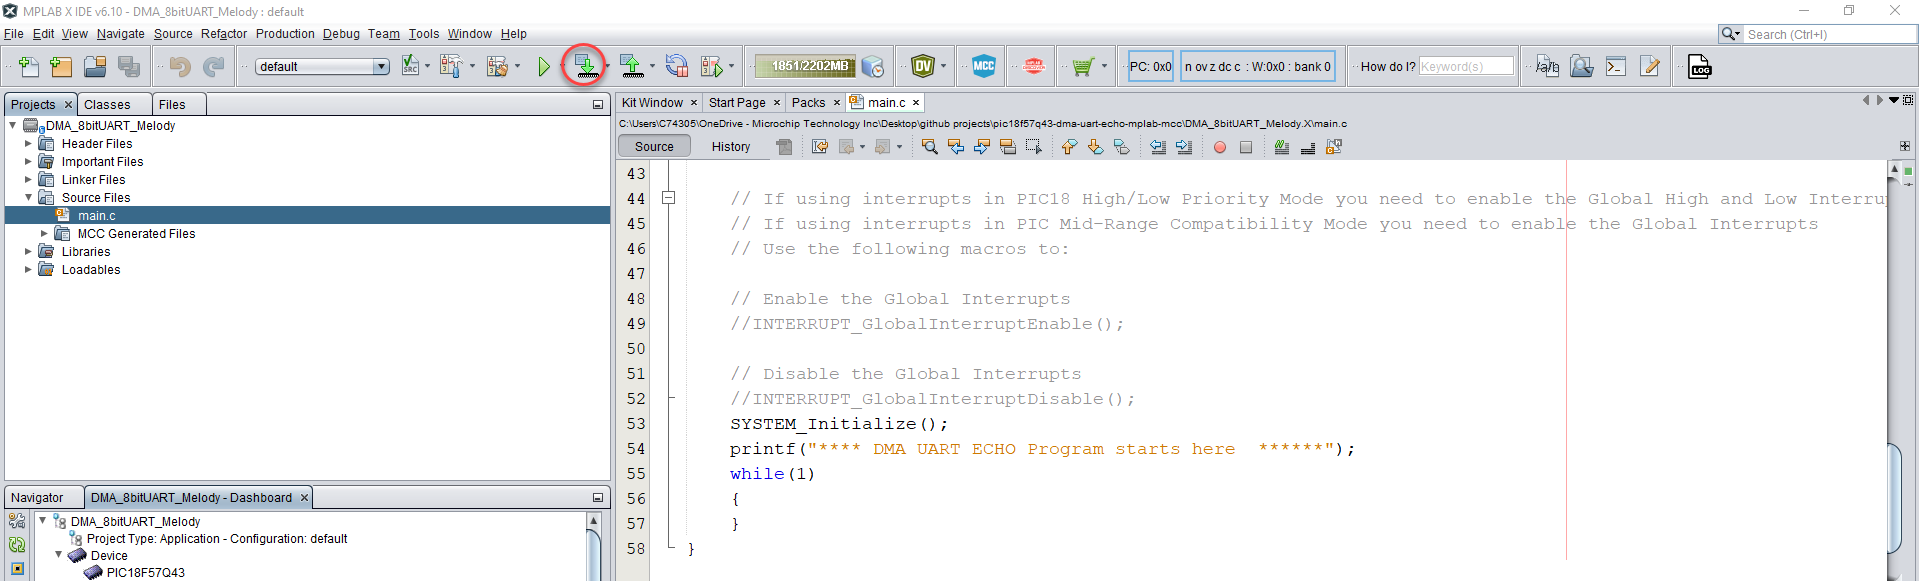 MPLAB X IDE v6.10 - DMA_8bitUART_Melody : default
File Edit View Navigate Source Refactor Production Debug Team Tools Window Help
Search (Ctrl+I)
default
SRC
1851/2202MB
DV
MCC
PC: 0x0
n ov z dc c : W:0x0 : bank 0
How do I? Keyword(s)
LOG
Projects Classes Files
DMA_8bitUART_Melody
Header Files
Important Files
Linker Files
Source Files
main.c
MCC Generated Files
Libraries
Loadables
Kit Window Start Page Packs main.c
C:\Users\C74305\OneDrive - Microchip Technology Inc\Desktop\github projects\pic18f57q43-dma-uart-echo-mplab-mcc\DMA_8bitUART_Melody.X\main.c
Source History
43
44 // If using interrupts in PIC18 High/Low Priority Mode you need to enable the Global High and Low Interru
45 // If using interrupts in PIC Mid-Range Compatibility Mode you need to enable the Global Interrupts
46 // Use the following macros to:
47
48 // Enable the Global Interrupts
49 //INTERRUPT_GlobalInterruptEnable();
50
51 // Disable the Global Interrupts
52 //INTERRUPT_GlobalInterruptDisable();
53 SYSTEM_Initialize();
54 printf("**** DMA UART ECHO Program starts here  ******");
55 while(1)
56 {
57 }
58 }
Navigator DMA_8bitUART_Melody - Dashboard
DMA_8bitUART_Melody
Project Type: Application - Configuration: default
Device
PIC18F57Q43